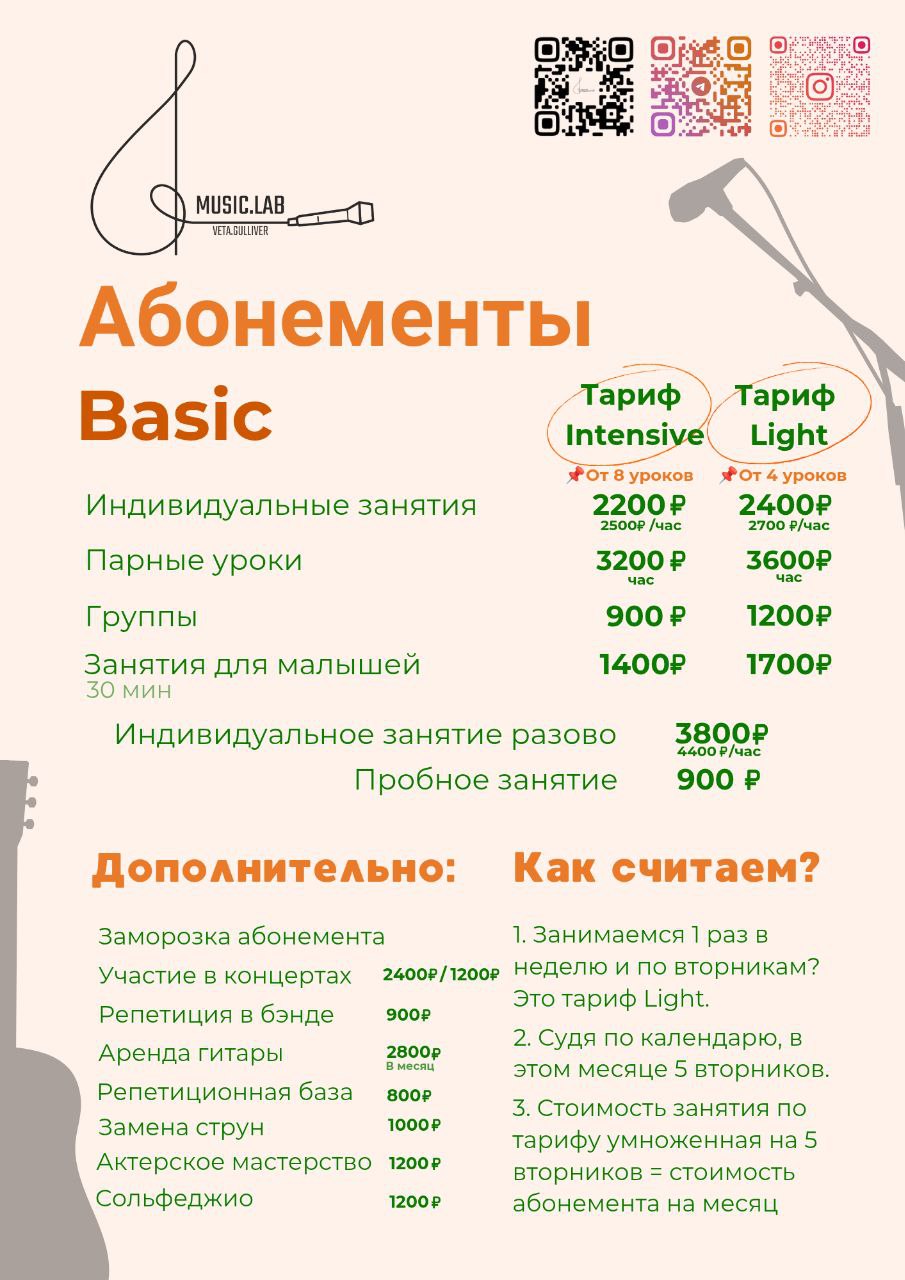 MUSIC.LAB
VETA.GULLIVER
Абонементы
Basic
Тариф Intensive
Тариф Light
📌От 8 уроков
📌От 4 уроков
Индивидуальные занятия 2200 ₽ 2400₽
2500₽ /час 2700 ₽/час
Парные уроки 3200 ₽ 3600₽
час час
Группы 900 ₽ 1200₽
Занятия для малышей 1400₽ 1700₽
30 мин
Индивидуальное занятие разово 3800₽
4400 ₽/час
Пробное занятие 900 ₽
Дополнительно:
Заморозка абонемента
Участие в концертах 2400₽ / 1200₽
Репетиция в бэнде 900₽
Аренда гитары 2800₽
В месяц
Репетиционная база 800₽
Замена струн 1000 ₽
Актерское мастерство 1200 ₽
Сольфеджио 1200 ₽
Как считаем?
1. Занимаемся 1 раз в
неделю и по вторникам?
Это тариф Light.
2. Судя по календарю, в
этом месяце 5 вторников.
3. Стоимость занятия по
тарифу умноженная на 5
вторников = стоимость
абонемента на месяц